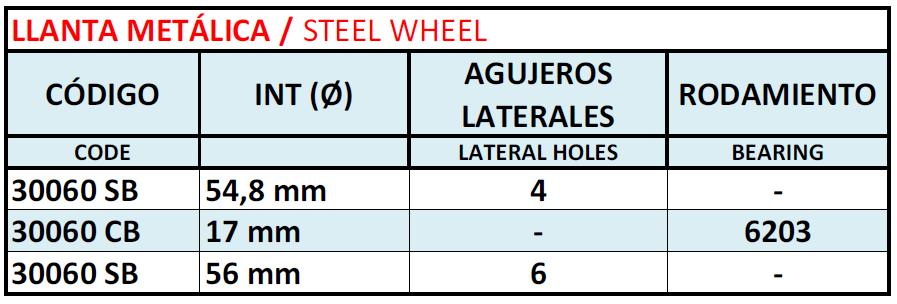 LLANTA METÁLICA / STEEL WHEEL
CÓDIGO INT (Ø) AGUJEROS LATERALES RODAMIENTO
CODE LATERAL HOLES BEARING
30060 SB 54,8 mm 4 -
30060 CB 17 mm - 6203
30060 SB 56 mm 6 -